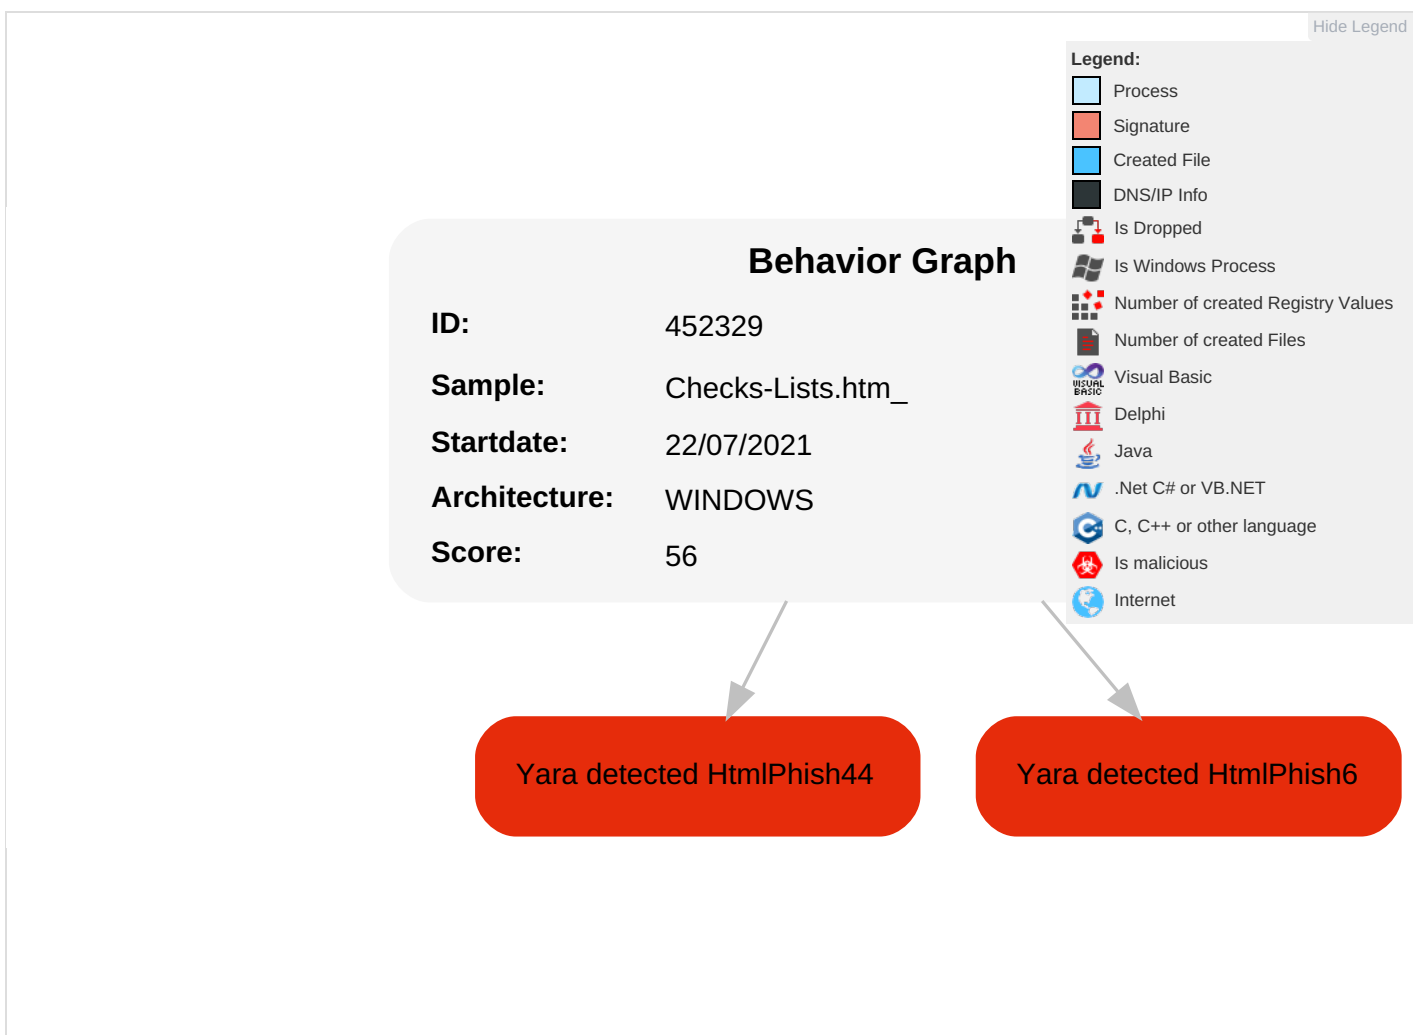 Hide Legend
Legend:
Process
Signature
Created File
DNS/IP Info
Is Dropped
Is Windows Process
Number of created Registry Values
Number of created Files
VISUAL
BASIC
Visual Basic
Delphi
Java
.Net C# or VB.NET
C, C++ or other language
Is malicious
Internet
Behavior Graph
ID: 452329
Sample: Checks-Lists.htm_
Startdate: 22/07/2021
Architecture: WINDOWS
Score: 56
Yara detected HtmlPhish44
Yara detected HtmlPhish6